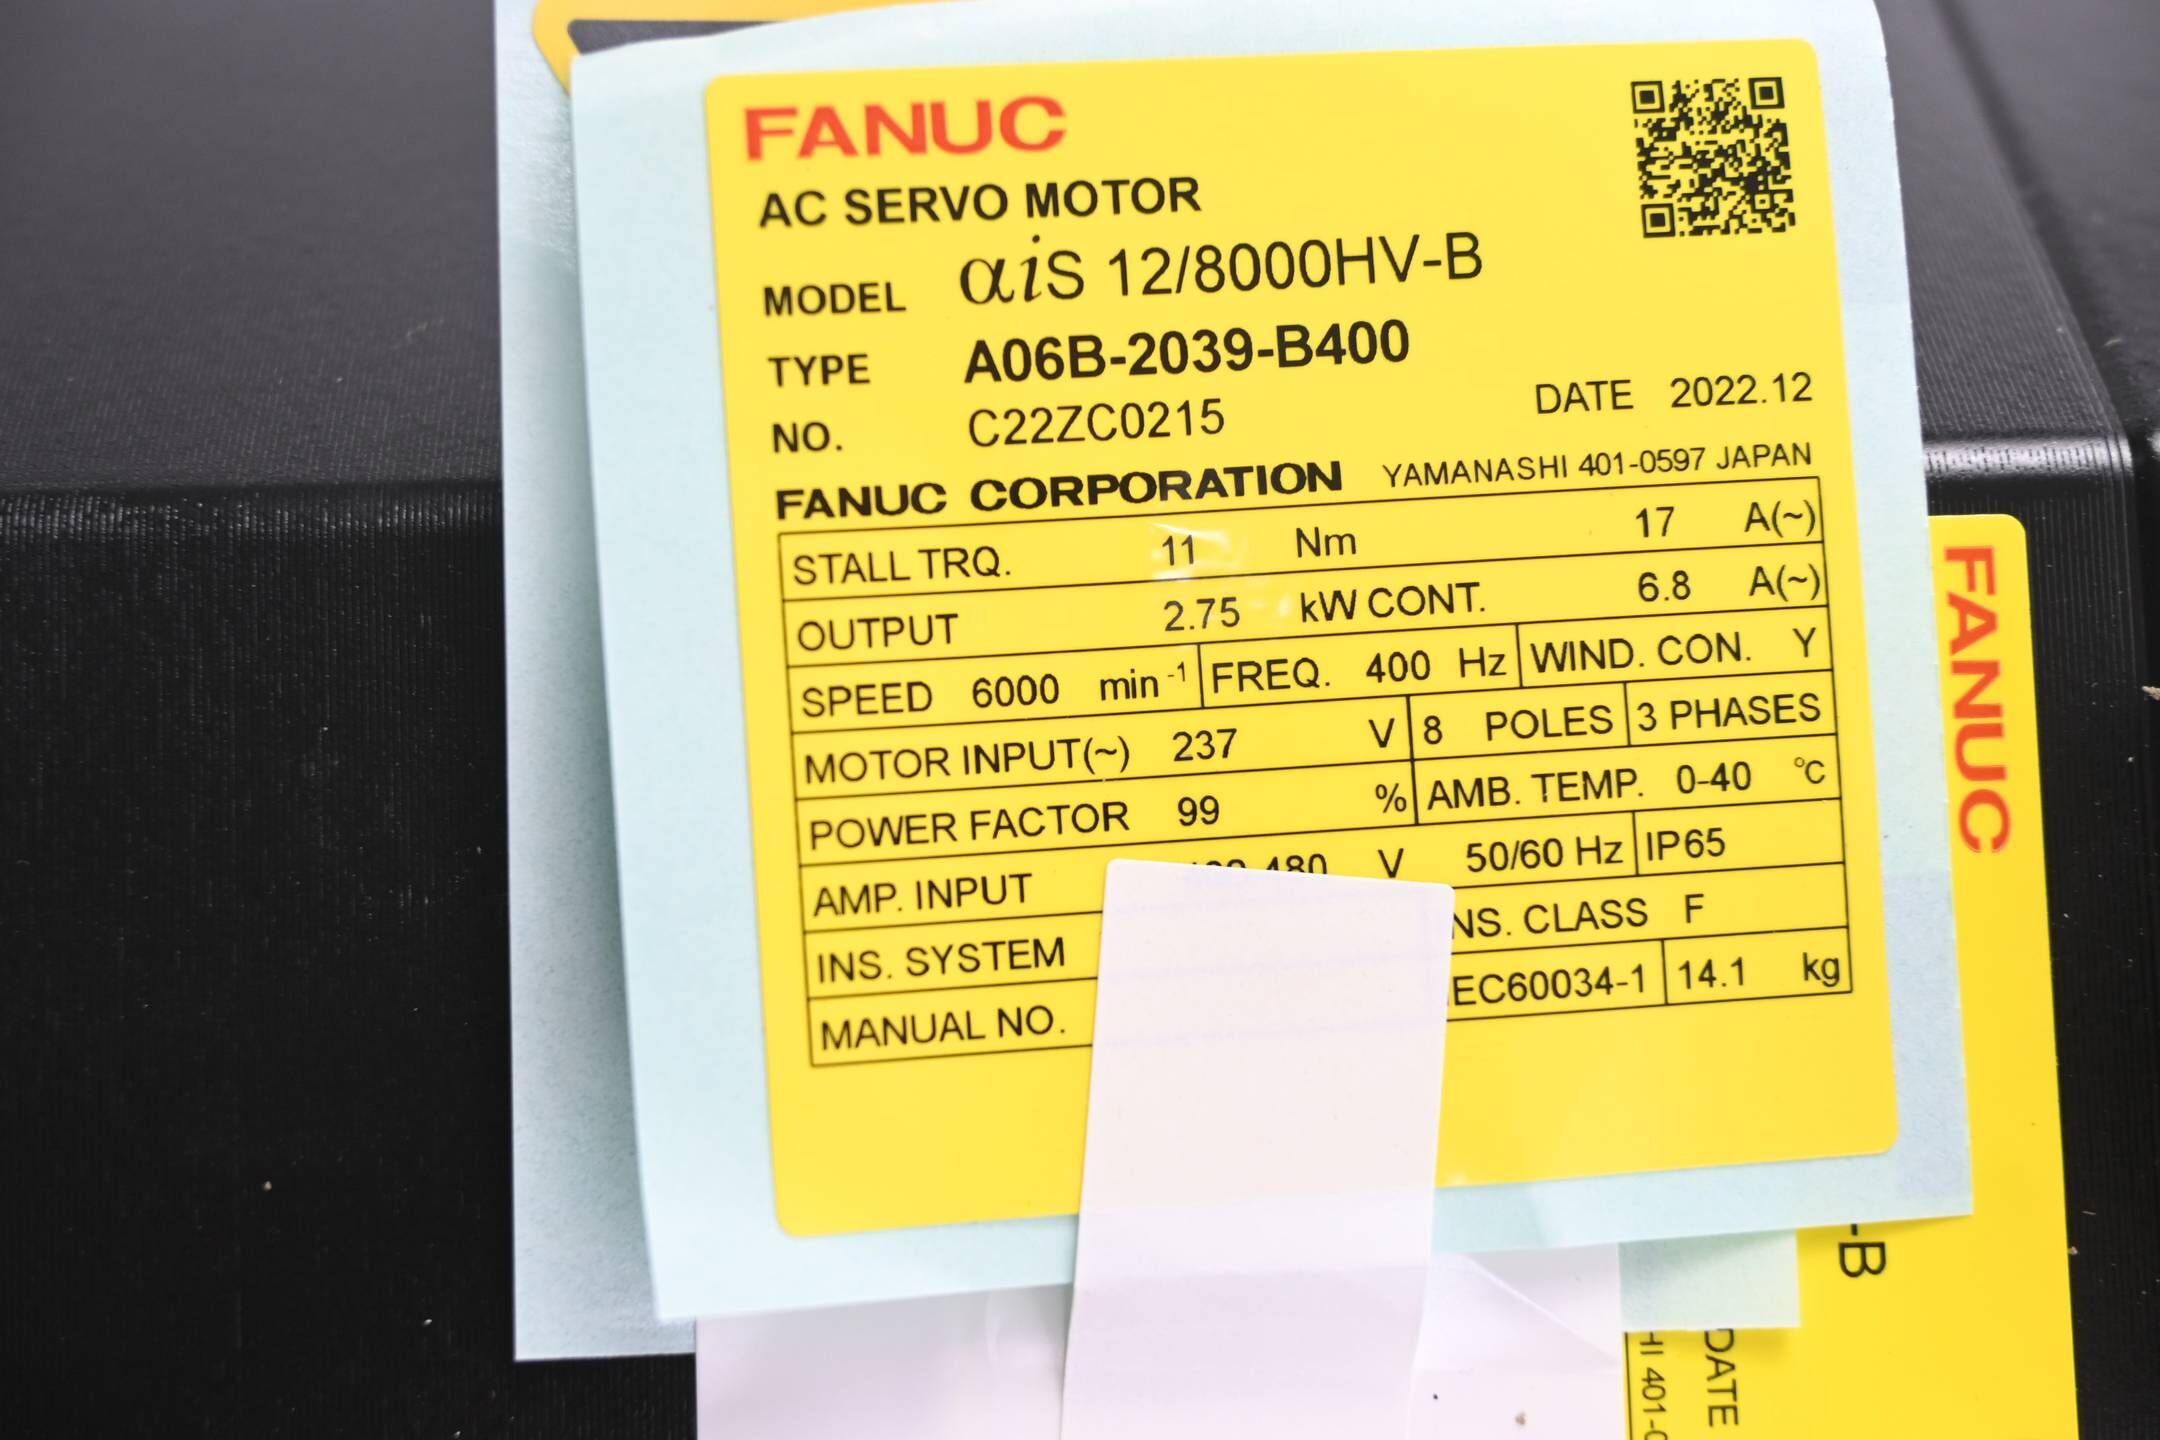 FANUC
AC SERVO MOTOR
MODEL αiS 12/8000HV-B
TYPE A06B-2039-B400
NO. C22ZC0215 DATE 2022.12
FANUC CORPORATION YAMANASHI 401-0597 JAPAN
STALL TRQ. 11 Nm 17 A(~)
OUTPUT 2.75 kW CONT. 6.8 A(~)
SPEED 6000 min⁻¹ FREQ. 400 Hz WIND. CON. Y
MOTOR INPUT(~) 237 V 8 POLES 3 PHASES
POWER FACTOR 99 % AMB. TEMP. 0-40 ℃
AMP. INPUT 480 V 50/60 Hz IP65
INS. SYSTEM NS. CLASS F
MANUAL NO. EC60034-1 14.1 kg
FANUC
-B
DATE
HI 401-0